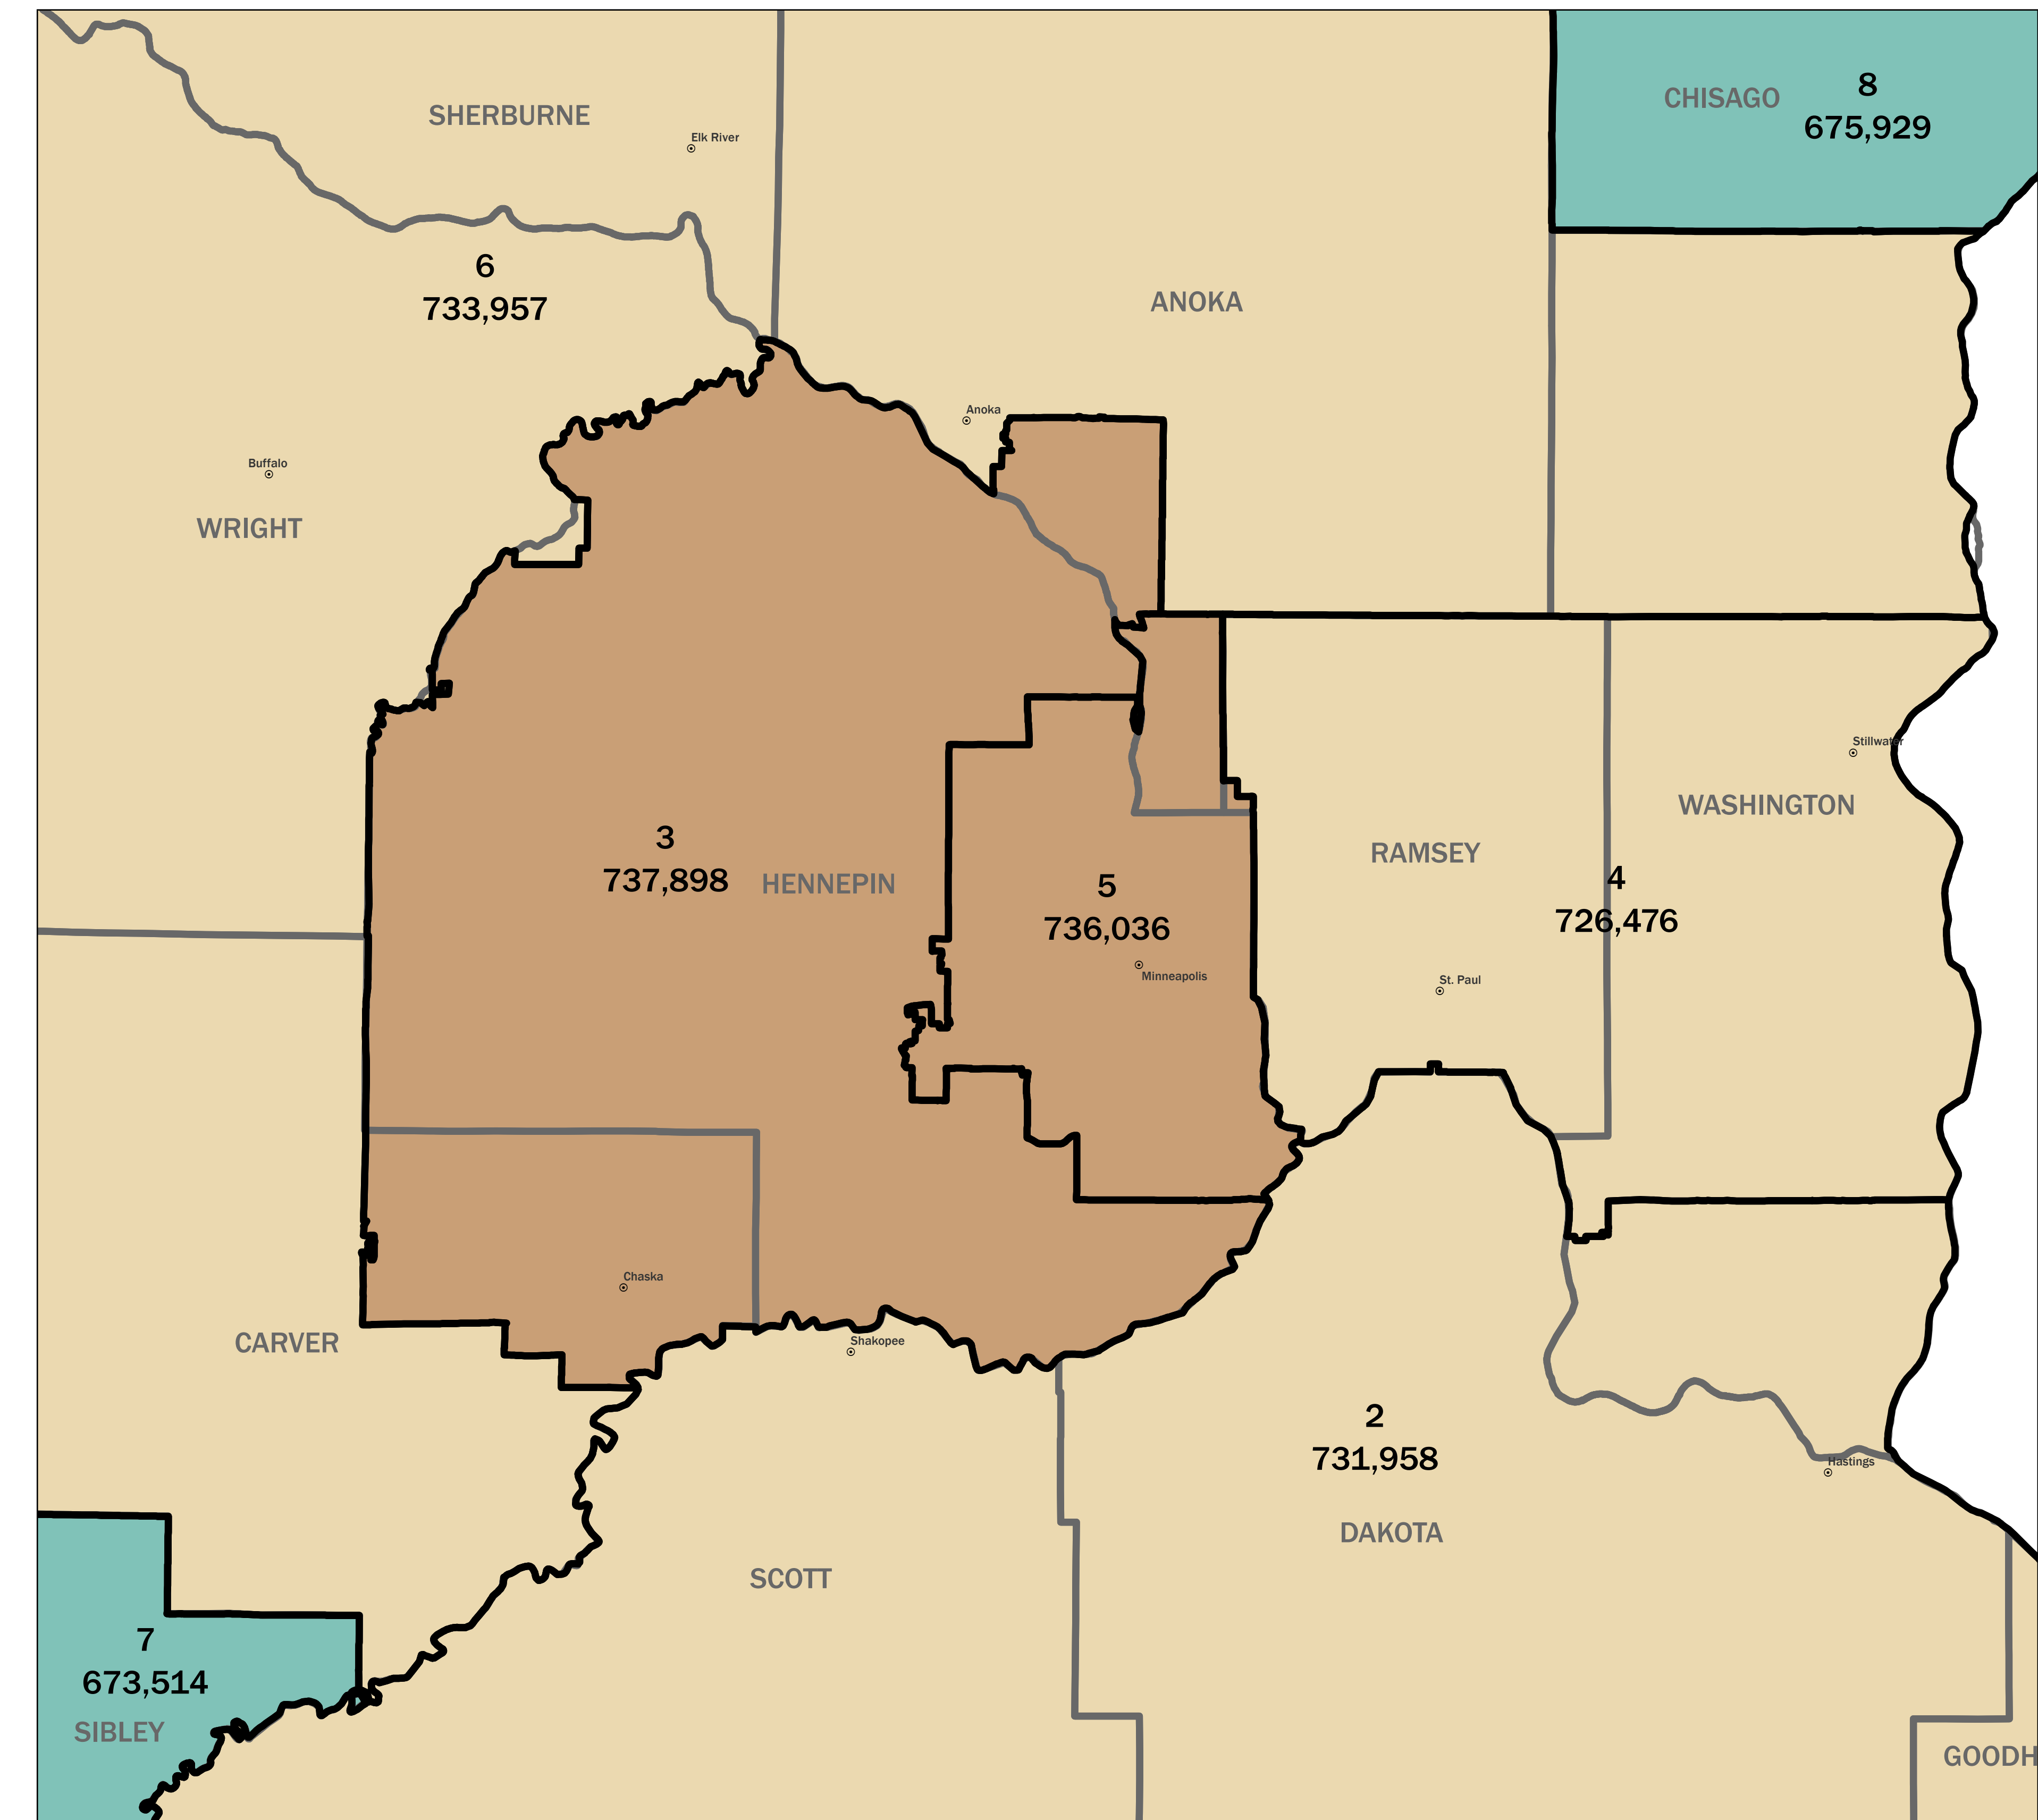 CHISAGO
8
675,929
SHERBURNE
Elk River
6
733,957
ANOKA
Anoka
Buffalo
WRIGHT
Stillwater
WASHINGTON
3
737,898
HENNEPIN
RAMSEY
5
736,036
4
726,476
Minneapolis
St. Paul
Chaska
CARVER
Shakopee
2
731,958
Hastings
DAKOTA
SCOTT
7
673,514
SIBLEY
GOODH